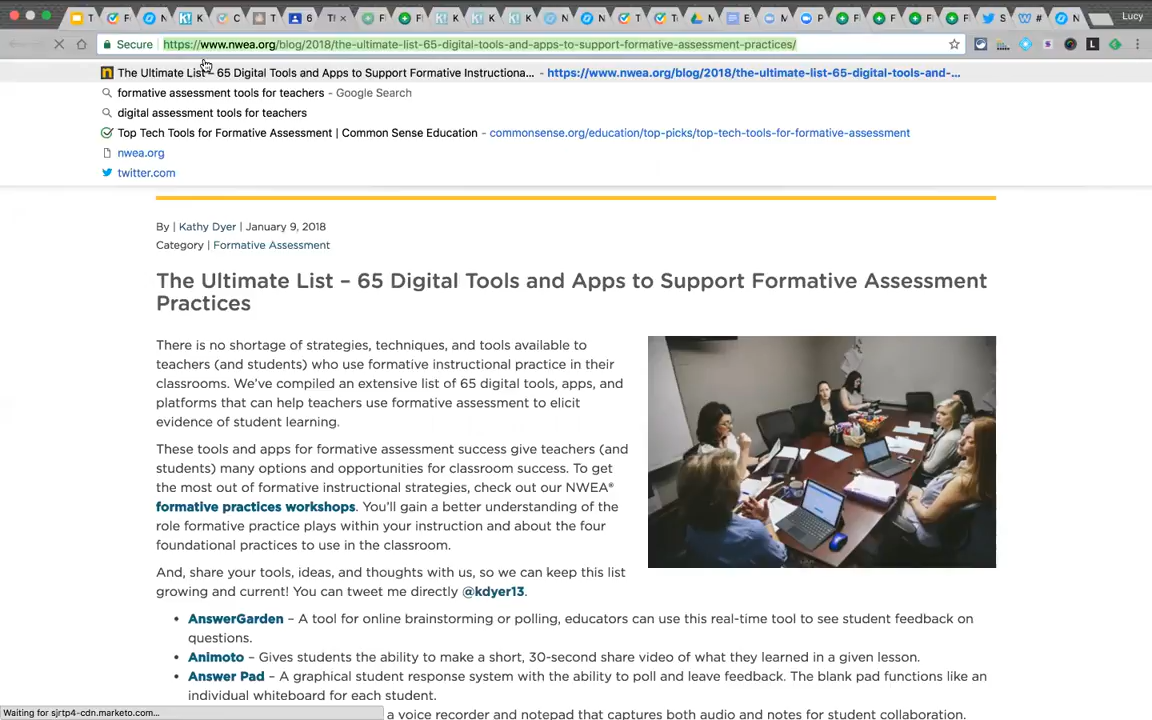 Lucy
Secure https://www.nwea.org/blog/2018/the-ultimate-list-65-digital-tools-and-apps-to-support-formative-assessment-practices/
The Ultimate List - 65 Digital Tools and Apps to Support Formative Instructiona... - https://www.nwea.org/blog/2018/the-ultimate-list-65-digital-tools-and-...
formative assessment tools for teachers - Google Search
digital assessment tools for teachers
Top Tech Tools for Formative Assessment | Common Sense Education - commonsense.org/education/top-picks/top-tech-tools-for-formative-assessment
nwea.org
twitter.com
By | Kathy Dyer | January 9, 2018
Category | Formative Assessment
The Ultimate List – 65 Digital Tools and Apps to Support Formative Assessment
Practices
There is no shortage of strategies, techniques, and tools available to
teachers (and students) who use formative instructional practice in their
classrooms. We've compiled an extensive list of 65 digital tools, apps, and
platforms that can help teachers use formative assessment to elicit
evidence of student learning.
These tools and apps for formative assessment success give teachers (and
students) many options and opportunities for classroom success. To get
the most out of formative instructional strategies, check out our NWEA®
formative practices workshops. You'll gain a better understanding of the
role formative practice plays within your instruction and about the four
foundational practices to use in the classroom.
And, share your tools, ideas, and thoughts with us, so we can keep this list
growing and current! You can tweet me directly @kdyer13.
• AnswerGarden – A tool for online brainstorming or polling, educators can use this real-time tool to see student feedback on
questions.
• Animoto – Gives students the ability to make a short, 30-second share video of what they learned in a given lesson.
• Answer Pad – A graphical student response system with the ability to poll and leave feedback. The blank pad functions like an
individual whiteboard for each student.
a voice recorder and notepad that captures both audio and notes for student collaboration.
Waiting for sjrtp4-cdn.marketo.com...